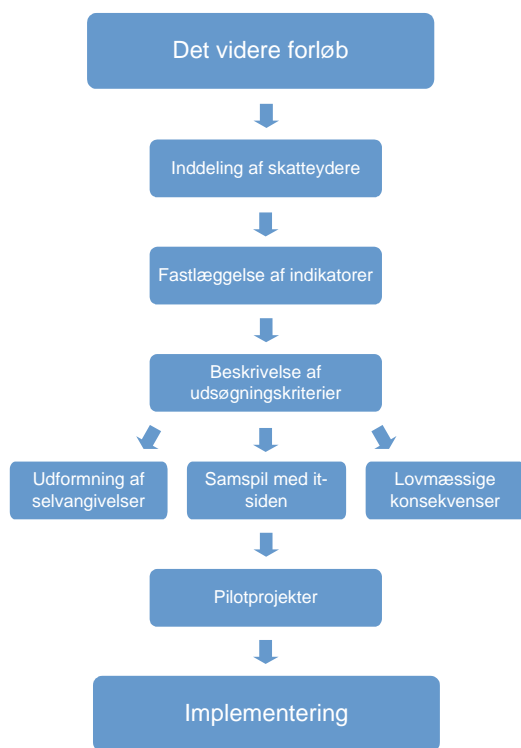 Det videre forløb
Inddeling af skatteydere
Fastlæggelse af indikatorer
Beskrivelse af
udsøgningskriterier
Udformning af
selvangivelser
Samspil med it-
siden
Lovmæssige
konsekvenser
Pilotprojekter
Implementering